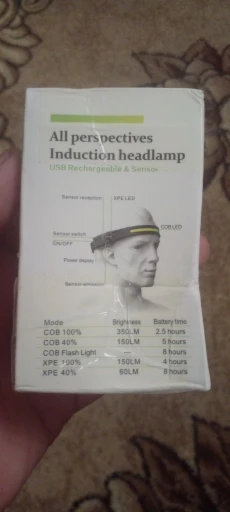 All perspectives
Induction headlamp
USB Rechargeable & Sensor
Sensor reception XPE LED
Sensor switch COB LED
On/off
Power display
Sensor
Mode Brightness Battery time
COB 100% 350LM 2.5 hours
COB 40% 150LM 5 hours
COB Flash Light — 8 hours
XPE 100% 150LM 4 hours
XPE 40% 60LM 8 hours